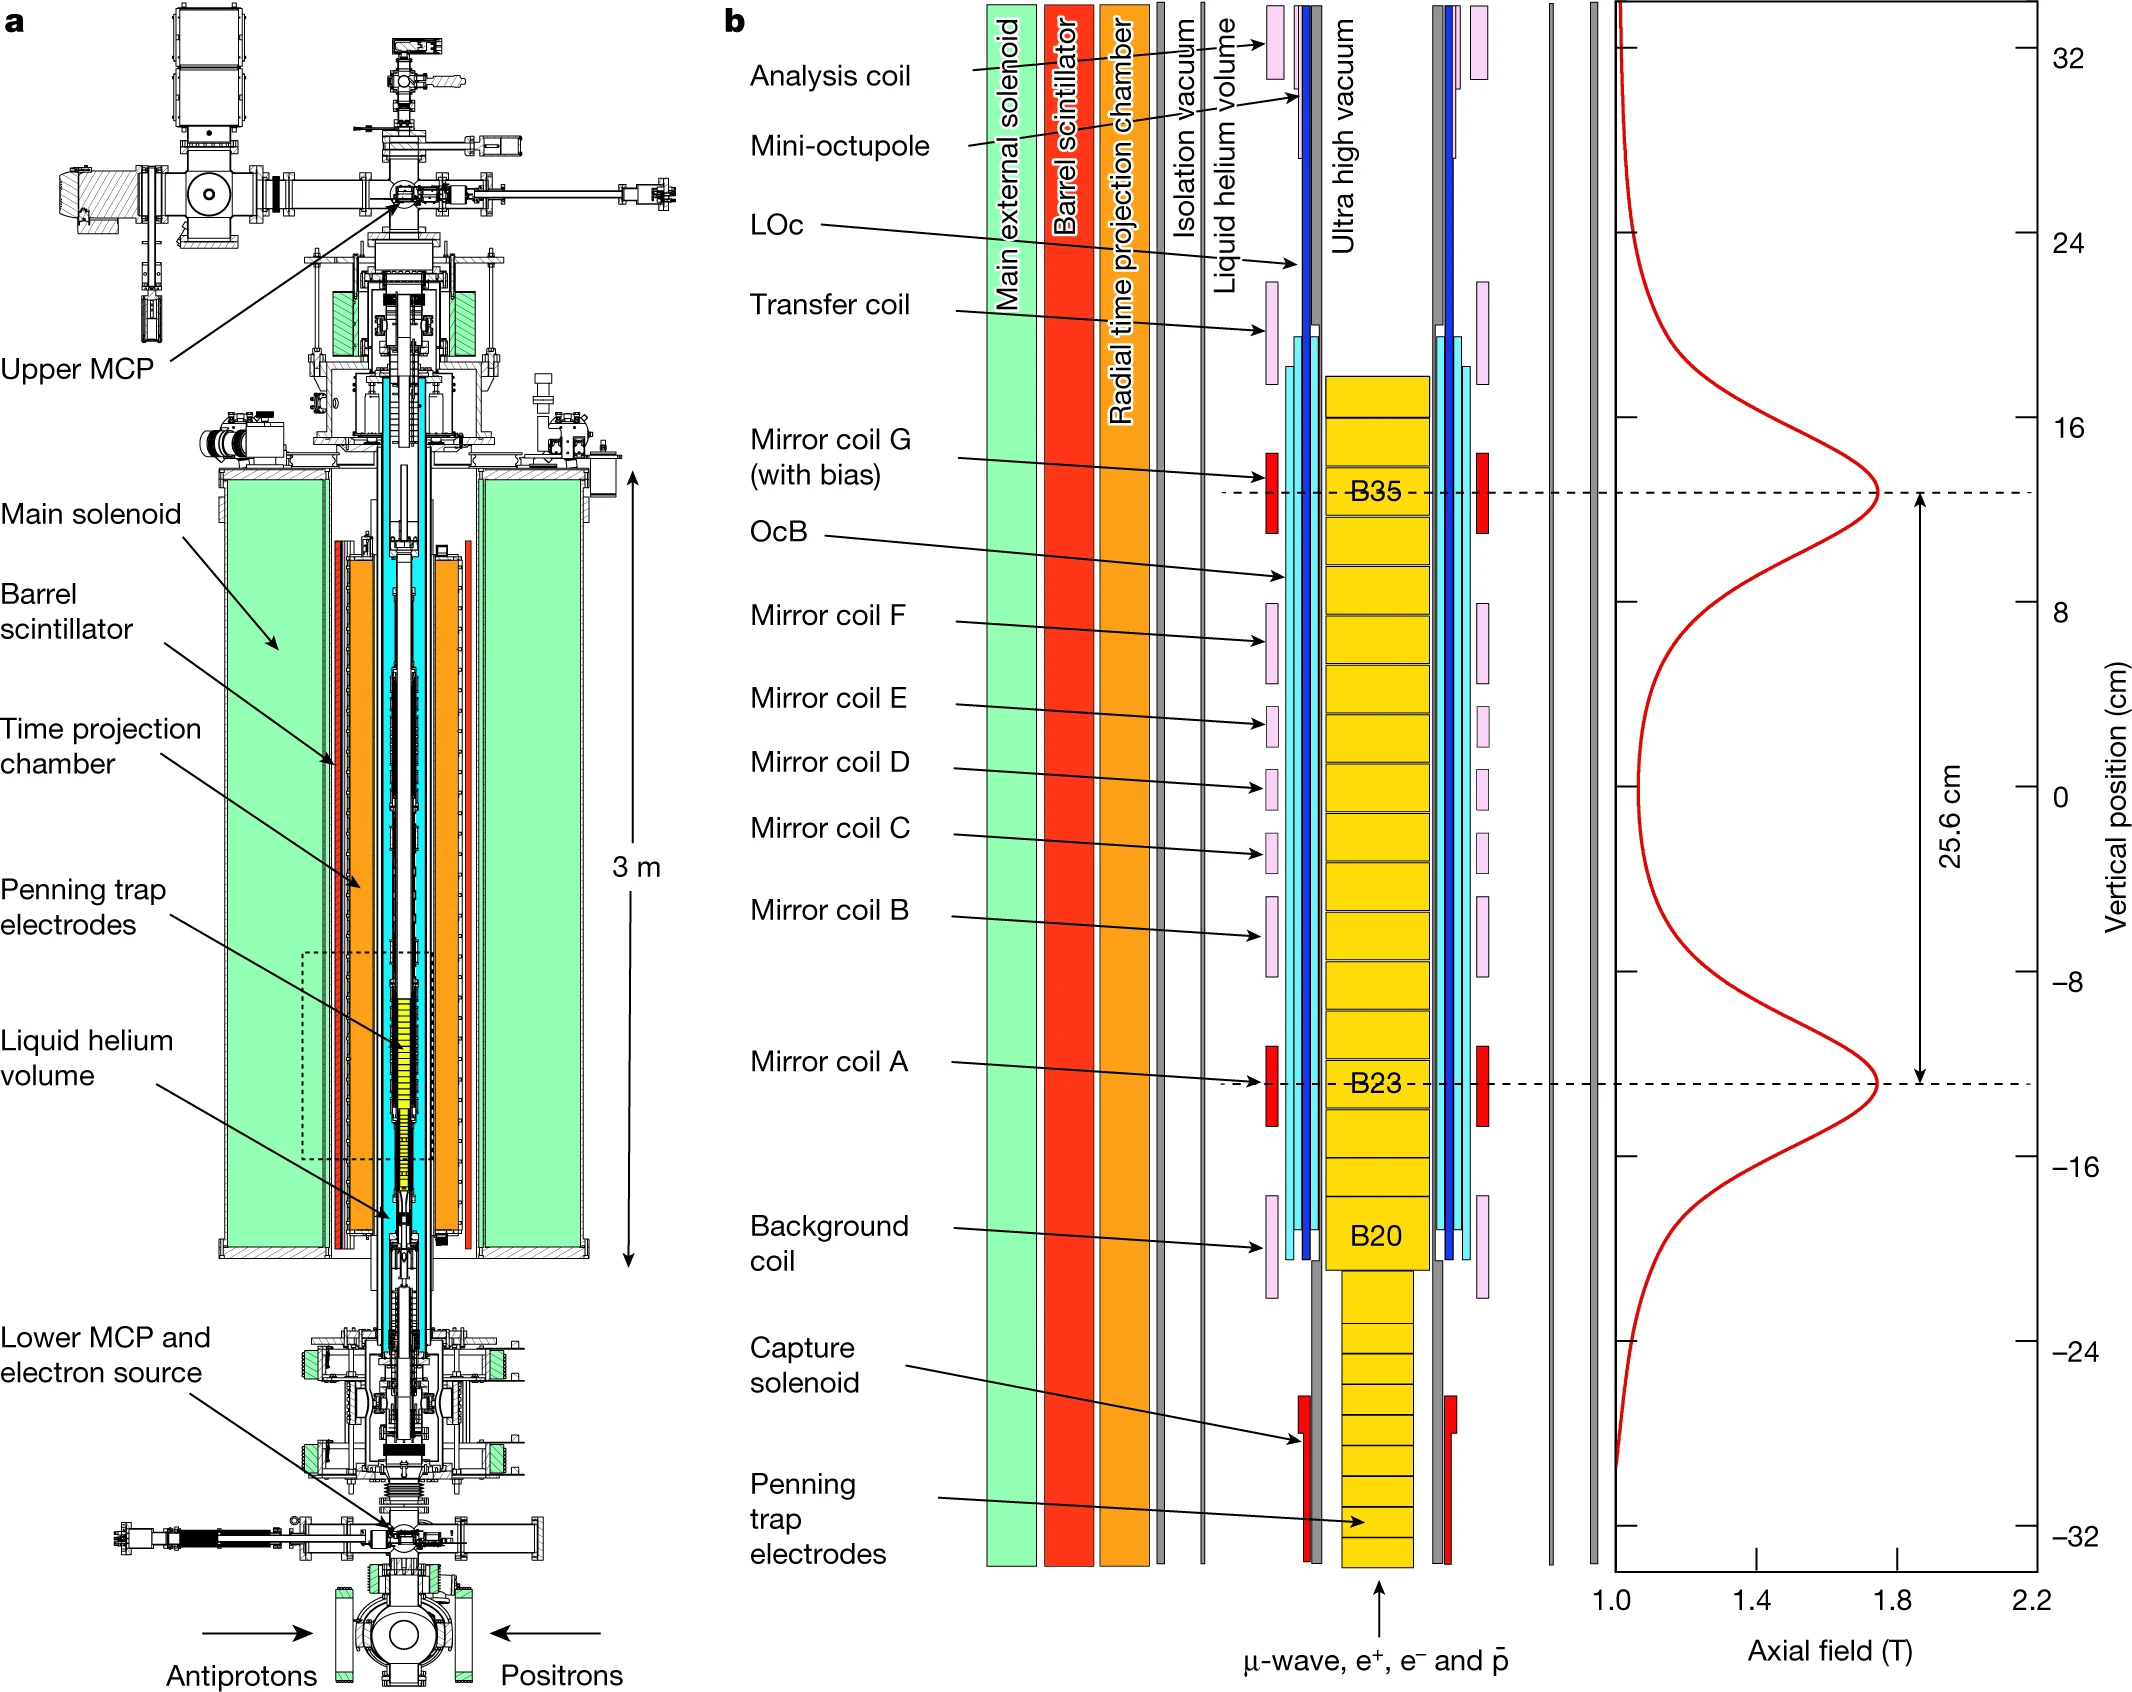 a
Upper MCP
Main solenoid
Barrel
scintillator
Time projection
chamber
Penning trap
electrodes
Liquid helium
volume
Lower MCP and
electron source
3 m
Antiprotons
Positrons
b
Analysis coil
Mini-octupole
LOc
Transfer coil
Mirror coil G
(with bias)
OcB
Mirror coil F
Mirror coil E
Mirror coil D
Mirror coil C
Mirror coil B
Mirror coil A
Background
coil
Capture
solenoid
Penning
trap
electrodes
Main external solenoid
Barrel scintillator
Radial time projection chamber
Isolation vacuum
Liquid helium volume
Ultra high vacuum
B35
B23
B20
μ-wave, e⁺, e⁻ and p̄
25.6 cm
32
24
16
8
0
–8
–16
–24
–32
Vertical position (cm)
1.0
1.4
1.8
2.2
Axial field (T)